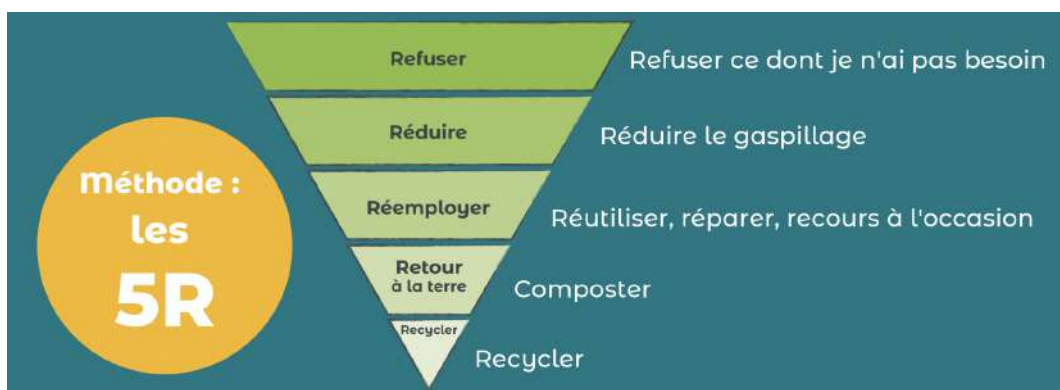 Méthode :
les
5R
Refuser
Refuser ce dont je n'ai pas besoin
Réduire
Réduire le gaspillage
Réemployer
Réutiliser, réparer, recours à l'occasion
Retour
à la terre
Composter
Recycler
Recycler